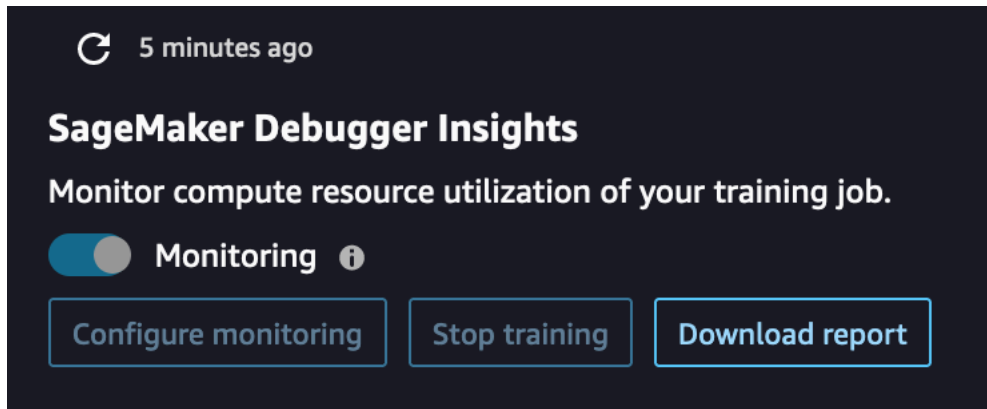 5 minutes ago
SageMaker Debugger Insights
Monitor compute resource utilization of your training job.
Monitoring
Configure monitoring Stop training Download report